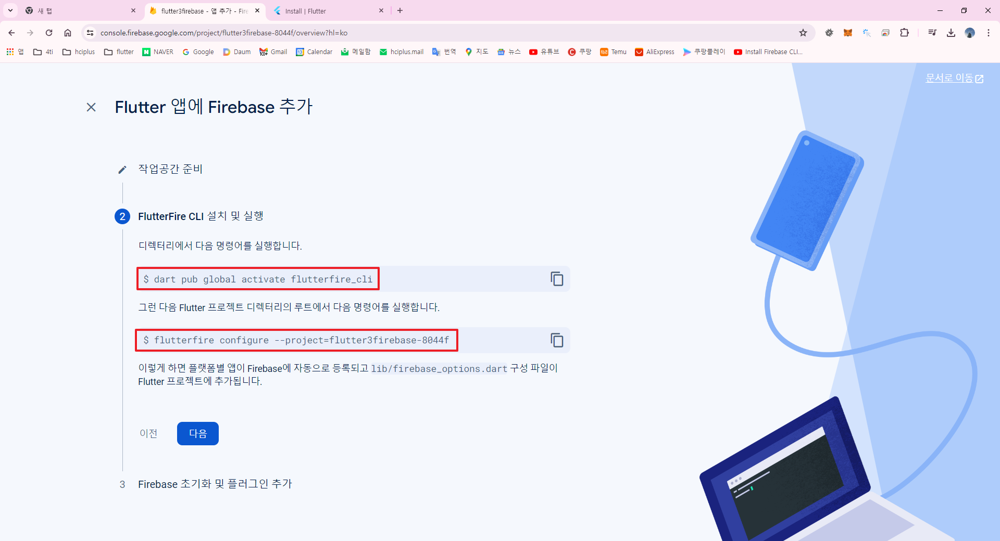 새 탭
flutter3firebase - 앱 추가 - Fire
Install | Flutter
console.firebase.google.com/project/flutter3firebase-8044f/overview?hl=ko
앱
4ti
hciplus
flutter
NAVER
Google
Daum
Gmail
Calendar
메일함
hciplus.mail
번역
지도
뉴스
유튜브
쿠팡
Temu
AliExpress
쿠팡플레이
Install Firebase CLI...
문서로 이동
Flutter 앱에 Firebase 추가
작업공간 준비
2 FlutterFire CLI 설치 및 실행
디렉터리에서 다음 명령어를 실행합니다.
$ dart pub global activate flutterfire_cli
그런 다음 Flutter 프로젝트 디렉터리의 루트에서 다음 명령어를 실행합니다.
$ flutterfire configure --project=flutter3firebase-8044f
이렇게 하면 플랫폼별 앱이 Firebase에 자동으로 등록되고 lib/firebase_options.dart 구성 파일이
Flutter 프로젝트에 추가됩니다.
이전
다음
3 Firebase 초기화 및 플러그인 추가